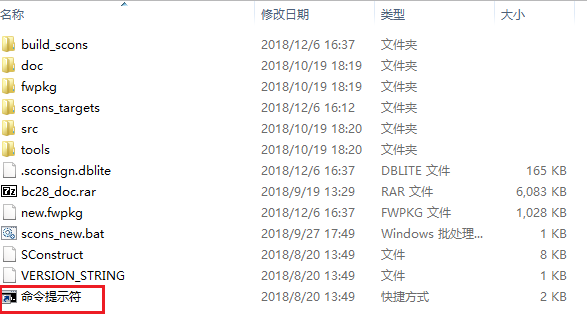 名称 修改日期 类型 大小
build_scons 2018/12/6 16:37 文件夹
doc 2018/10/19 18:19 文件夹
fwpkg 2018/10/19 18:19 文件夹
scons_targets 2018/12/6 16:12 文件夹
src 2018/10/19 18:20 文件夹
tools 2018/10/19 18:20 文件夹
.sconsign.dblite 2018/12/6 16:37 DBLITE 文件 165 KB
bc28_doc.rar 2018/9/19 13:29 RAR 文件 6,083 KB
new.fwpkg 2018/12/6 16:37 FWPKG 文件 1,028 KB
scons_new.bat 2018/9/27 17:49 Windows 批处理... 1 KB
SConstruct 2018/8/20 13:49 文件 8 KB
VERSION_STRING 2018/8/20 13:49 文件 1 KB
命令提示符 2018/8/20 13:49 快捷方式 2 KB